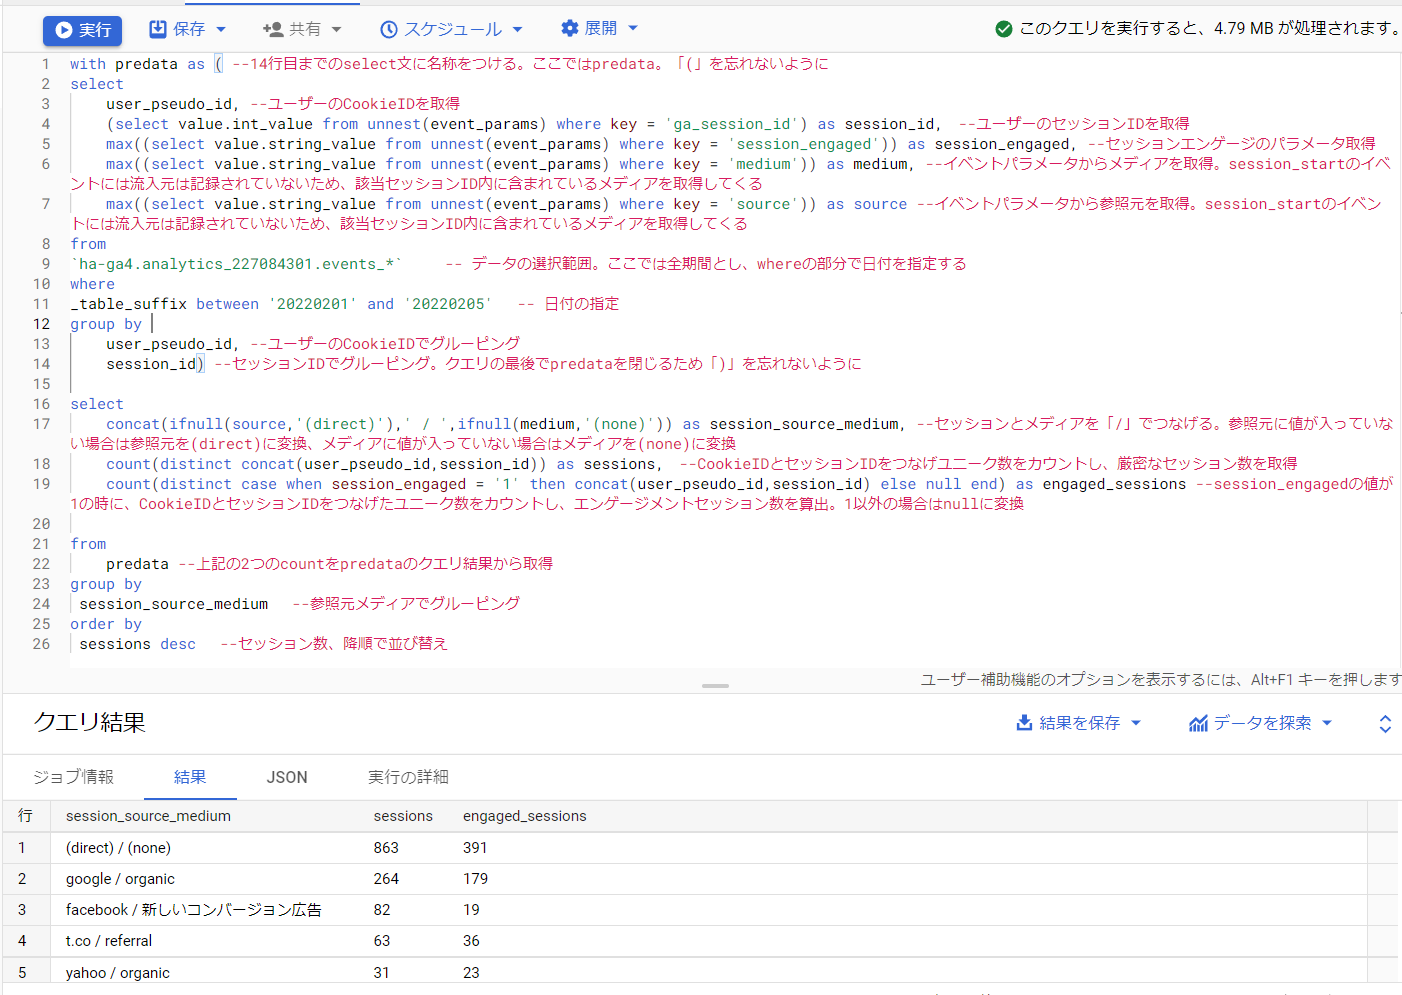 実行 保存 共有 スケジュール 展開 このクエリを実行すると、4.79 MB が処理されます。
1 with predata as ( --14行目までのselect文に名称をつける。ここではpredata。「(」を忘れないように
2 select
3 user_pseudo_id, --ユーザーのCookieIDを取得
4 (select value.int_value from unnest(event_params) where key = 'ga_session_id') as session_id, --ユーザーのセッションIDを取得
5 max((select value.string_value from unnest(event_params) where key = 'session_engaged')) as session_engaged, --セッションエンゲージのパラメータ取得
6 max((select value.string_value from unnest(event_params) where key = 'medium')) as medium, --イベントパラメータからメディアを取得。session_startのイベ
ントには流入元は記録されていないため、該当セッションID内に含まれているメディアを取得してくる
7 max((select value.string_value from unnest(event_params) where key = 'source')) as source --イベントパラメータから参照元を取得。session_startのイベン
トには流入元は記録されていないため、該当セッションID内に含まれているメディアを取得してくる
8 from
9 `ha-ga4.analytics_227084301.events_*` -- データの選択範囲。ここでは全期間とし、whereの部分で日付を指定する
10 where
11 _table_suffix between '20220201' and '20220205' -- 日付の指定
12 group by
13 user_pseudo_id, --ユーザーのCookieIDでグルーピング
14 session_id) --セッションIDでグルーピング。クエリの最後でpredataを閉じるため「)」を忘れないように
15
16 select
17 concat(ifnull(source,'(direct)'),' / ',ifnull(medium,'(none)')) as session_source_medium, --セッションとメディアを「/」でつなげる。参照元に値が入っていな
い場合は参照元を(direct)に変換、メディアに値が入っていない場合はメディアを(none)に変換
18 count(distinct concat(user_pseudo_id,session_id)) as sessions, --CookieIDとセッションIDをつなげユニーク数をカウントし、厳密なセッション数を取得
19 count(distinct case when session_engaged = '1' then concat(user_pseudo_id,session_id) else null end) as engaged_sessions --session_engagedの値が
1の時に、CookieIDとセッションIDをつなげたユニーク数をカウントし、エンゲージメントセッション数を算出。1以外の場合はnullに変換
20
21 from
22 predata --上記の2つのcountをpredataのクエリ結果から取得
23 group by
24 session_source_medium --参照元メディアでグルーピング
25 order by
26 sessions desc --セッション数、降順で並び替え
ユーザー補助機能のオプションを表示するには、Alt+F1 キーを押します
クエリ結果 結果を保存 データを探索
ジョブ情報 結果 JSON 実行の詳細
行 session_source_medium sessions engaged_sessions
1 (direct) / (none) 863 391
2 google / organic 264 179
3 facebook / 新しいコンバージョン広告 82 19
4 t.co / referral 63 36
5 yahoo / organic 31 23